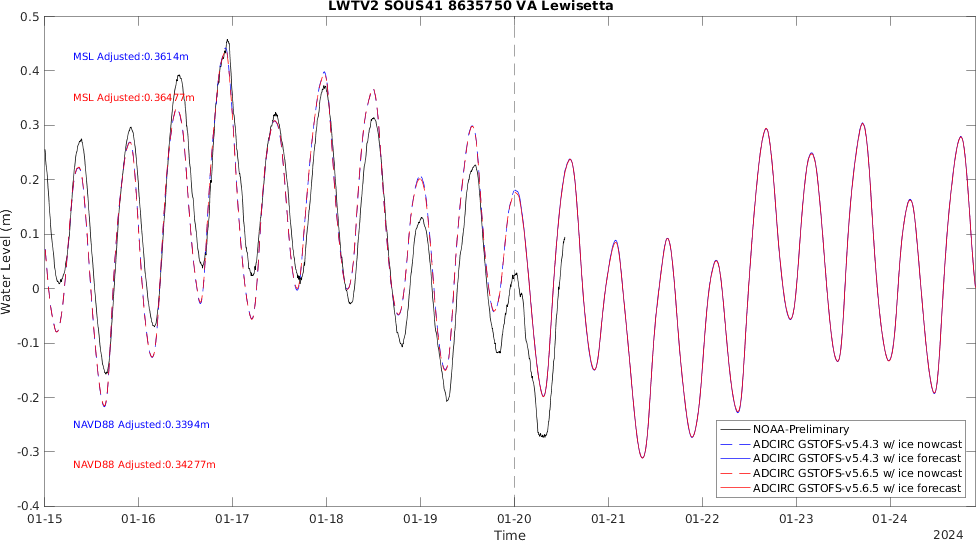 LWTV2 SOUS41 8635750 VA Lewisetta
0.5
0.4
0.3
0.2
0.1
0
-0.1
-0.2
-0.3
-0.4
Water Level (m)
MSL Adjusted:0.3614m
MSL Adjusted:0.36477m
NAVD88 Adjusted:0.3394m
NAVD88 Adjusted:0.34277m
NOAA-Preliminary
ADCIRC GSTOFS-v5.4.3 w/ ice nowcast
ADCIRC GSTOFS-v5.4.3 w/ ice forecast
ADCIRC GSTOFS-v5.6.5 w/ ice nowcast
ADCIRC GSTOFS-v5.6.5 w/ ice forecast
01-15 01-16 01-17 01-18 01-19 01-20 01-21 01-22 01-23 01-24
Time
2024